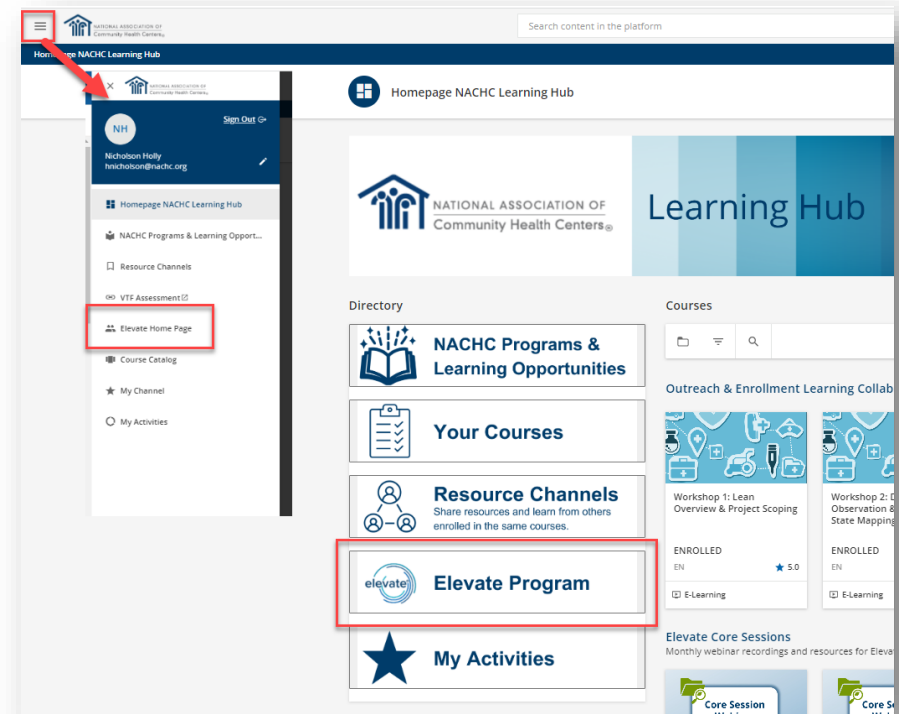 NATIONAL ASSOCIATION OF
Community Health Centers®
Search content in the platform
Home
ge NACHC Learning Hub
NATIONAL ASSOCIATION OF
Community Health Centers®
Sign Out
NH
Nicholson Holly
hnicholson@nachc.org
Homepage NACHC Learning Hub
NACHC Programs & Learning Opport...
Resource Channels
VTF Assessment
Elevate Home Page
Course Catalog
My Channel
My Activities
Homepage NACHC Learning Hub
NATIONAL ASSOCIATION OF
Community Health Centers®
Learning Hub
Directory
NACHC Programs &
Learning Opportunities
Your Courses
Resource Channels
Share resources and learn from others
enrolled in the same courses.
elevate
Elevate Program
My Activities
Courses
Outreach & Enrollment Learning Collab
Workshop 1: Lean
Overview & Project Scoping
ENROLLED
EN
5.0
E-Learning
Workshop 2:
Observation &
State Mapping
ENROLLED
EN
E-Learning
Elevate Core Sessions
Monthly webinar recordings and resources for Eleva
Core Session
Core Se